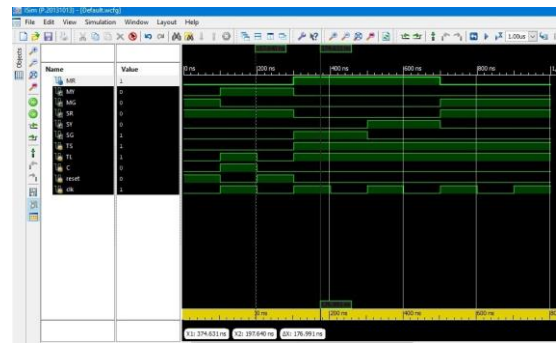 ISim (P.20131013) - [Default.wcfg]
File Edit View Simulation Window Layout Help
1.00us
Objects
Name Value
0 ns 200 ns 400 ns 600 ns 800 ns
MR 1
MY 0
MG 0
SR 0
SY 0
SG 1
TS 1
TL 1
C 0
reset 0
clk 1
0 ns 200 ns 400 ns 600 ns
X1: 374.631 ns X2: 197.640 ns ΔX: 176.991 ns